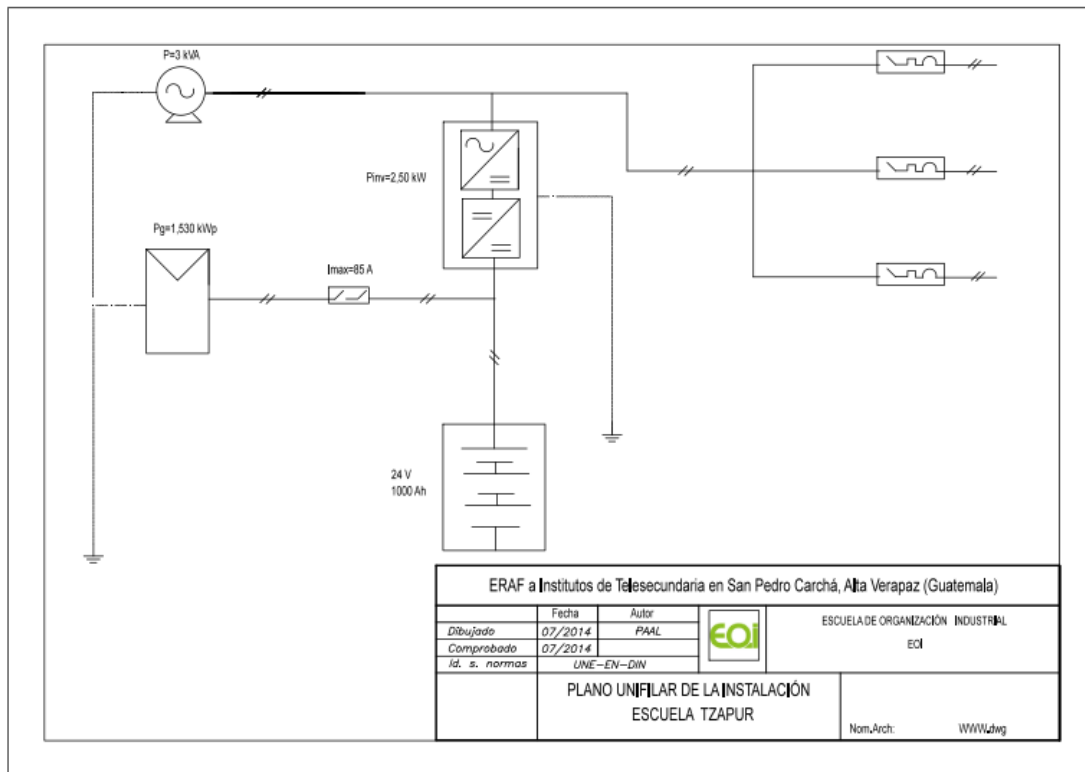 P=3 kVA
Pinv=2,50 kW
Pg=1,530 kWp
Imax=85 A
24 V
1000 Ah
ERAF a Institutos de Telesecundaria en San Pedro Carchá, Alta Verapaz (Guatemala)
Fecha Autor
Dibujado 07/2014 PAAL
Comprobado 07/2014
Id. s. normas UNE-EN-DIN
EOi
ESCUELA DE ORGANIZACIÓN INDUSTRIAL
EOI
PLANO UNIFILAR DE LA INSTALACIÓN
ESCUELA TZAPUR
Nom.Arch: WWW.dwg